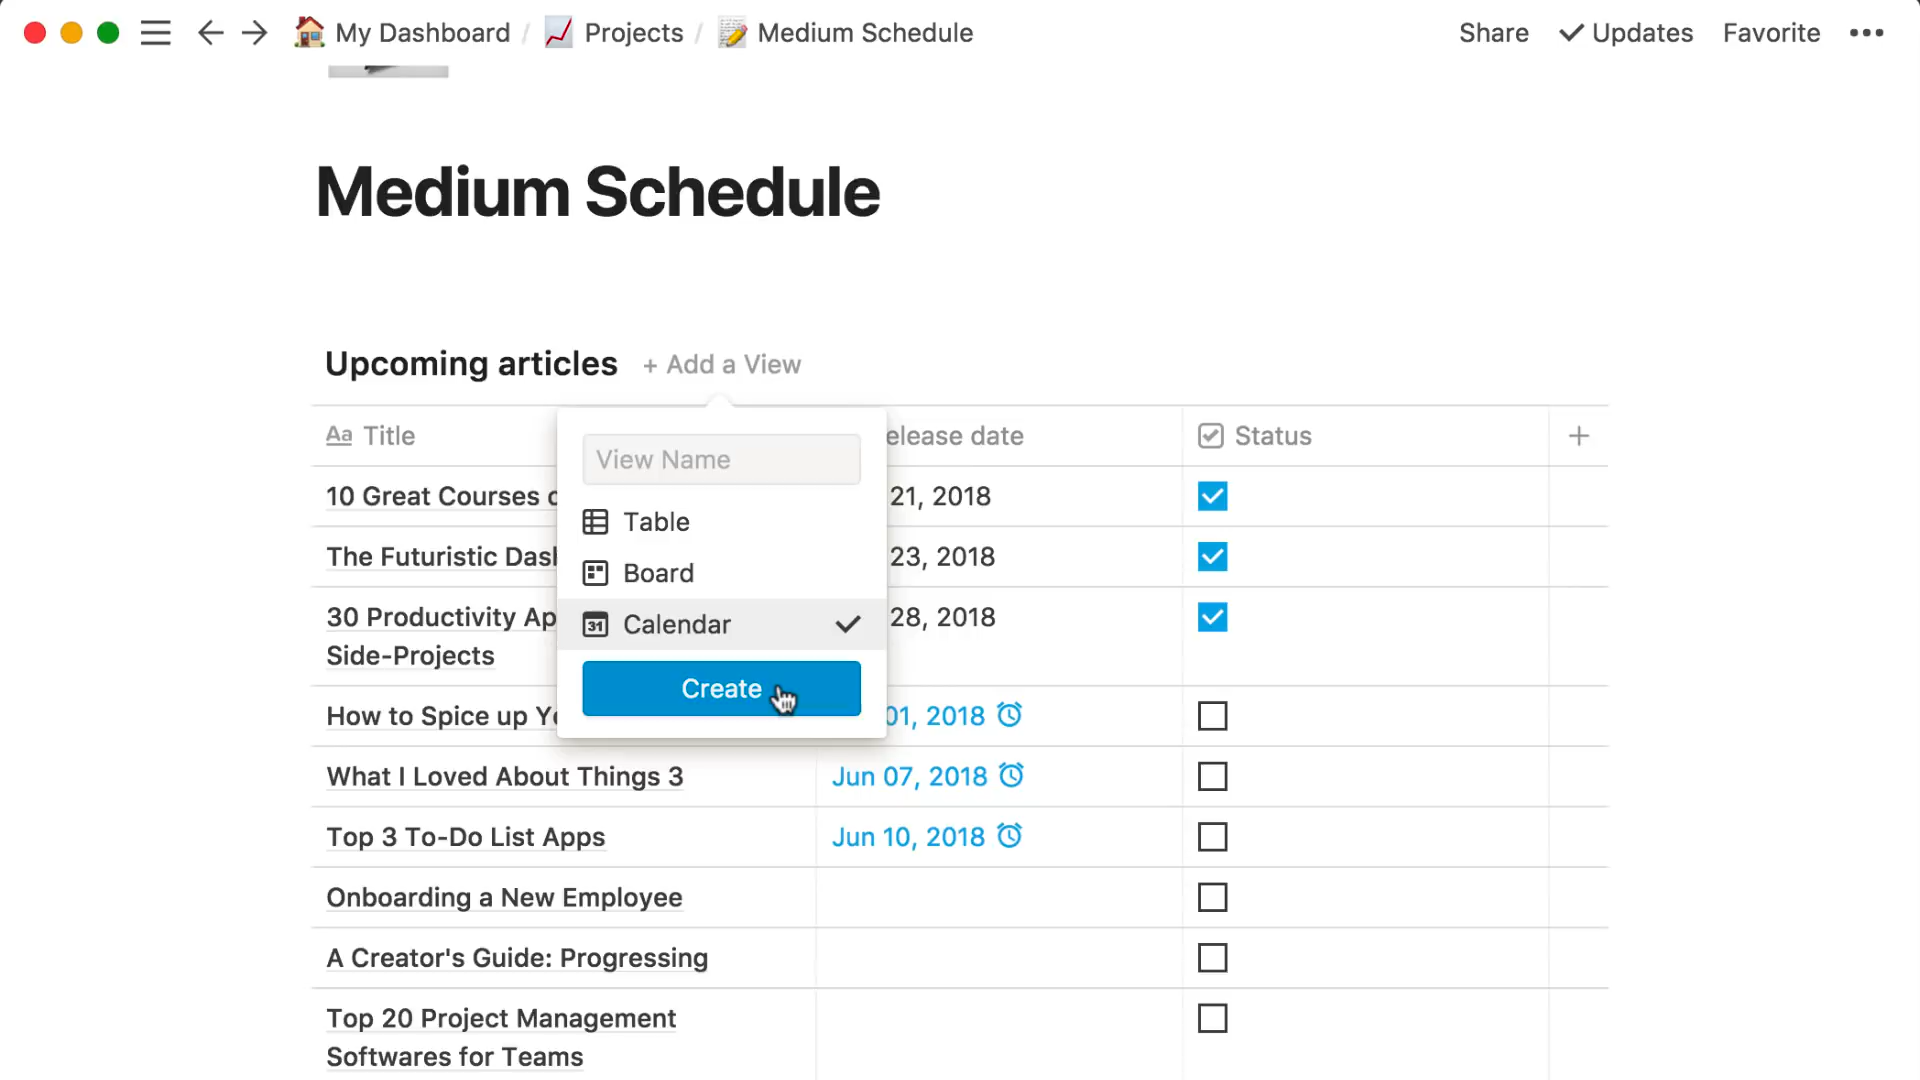 My Dashboard / Projects / Medium Schedule Share Updates Favorite •••
Medium Schedule
Upcoming articles + Add a View
Aa Title elease date Status +
View Name
10 Great Courses 21, 2018
Table
The Futuristic 23, 2018
Board
30 Productivity 28, 2018
Side-Projects
31 Calendar
Create
How to Spice up 01, 2018
What I Loved About Things 3 Jun 07, 2018
Top 3 To-Do List Apps Jun 10, 2018
Onboarding a New Employee
A Creator's Guide: Progressing
Top 20 Project Management
Softwares for Teams